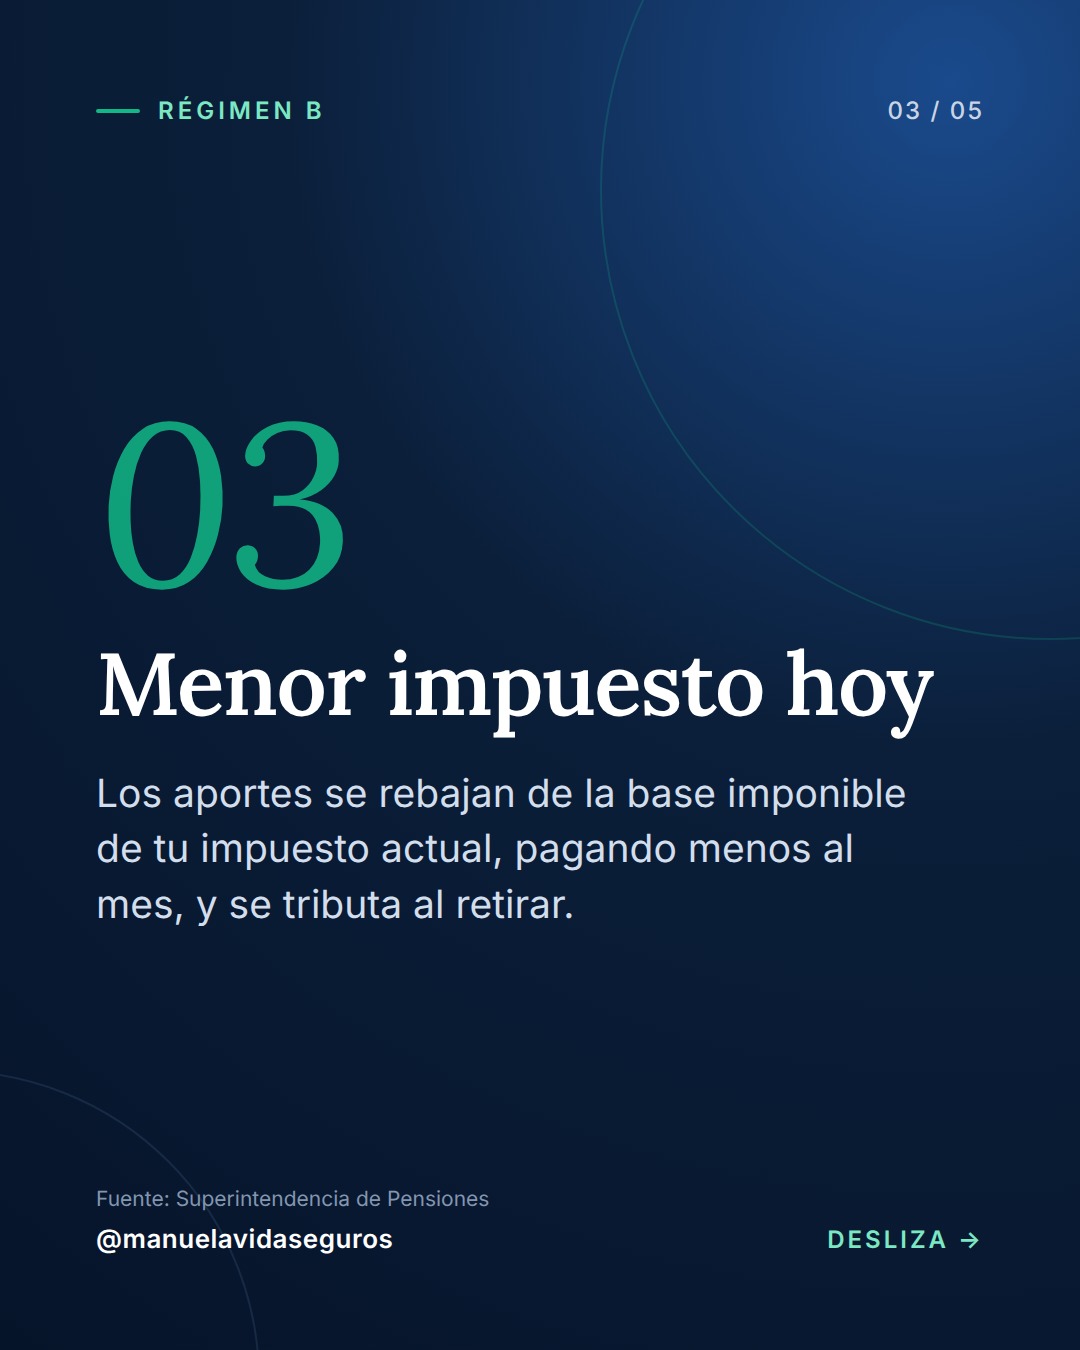 RÉGIMEN B
03 / 05
03
Menor impuesto hoy
Los aportes se rebajan de la base imponible
de tu impuesto actual, pagando menos al
mes, y se tributa al retirar.
Fuente: Superintendencia de Pensiones
@manuelavidaseguros
DESLIZA →